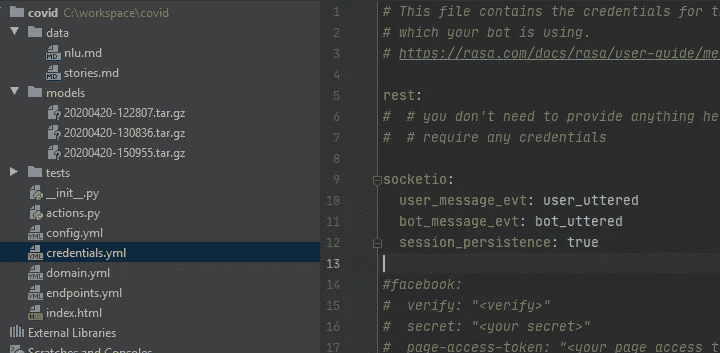 covid C:\workspace\covid
data
nlu.md
stories.md
models
20200420-122807.tar.gz
20200420-130836.tar.gz
20200420-150955.tar.gz
tests
__init__.py
actions.py
config.yml
credentials.yml
domain.yml
endpoints.yml
index.html
External Libraries
Scratches and Consoles
1 # This file contains the credentials for t
2 # which your bot is using.
3 # https://rasa.com/docs/rasa/user-guide/me
4
5 rest:
6 #  # you don't need to provide anything he
7 #  # require any credentials
8
9 socketio:
10   user_message_evt: user_uttered
11   bot_message_evt: bot_uttered
12   session_persistence: true
13
14 #facebook:
15 #  verify: "<verify>"
16 #  secret: "<your secret>"
17 #  page-access-token: "<your page access t